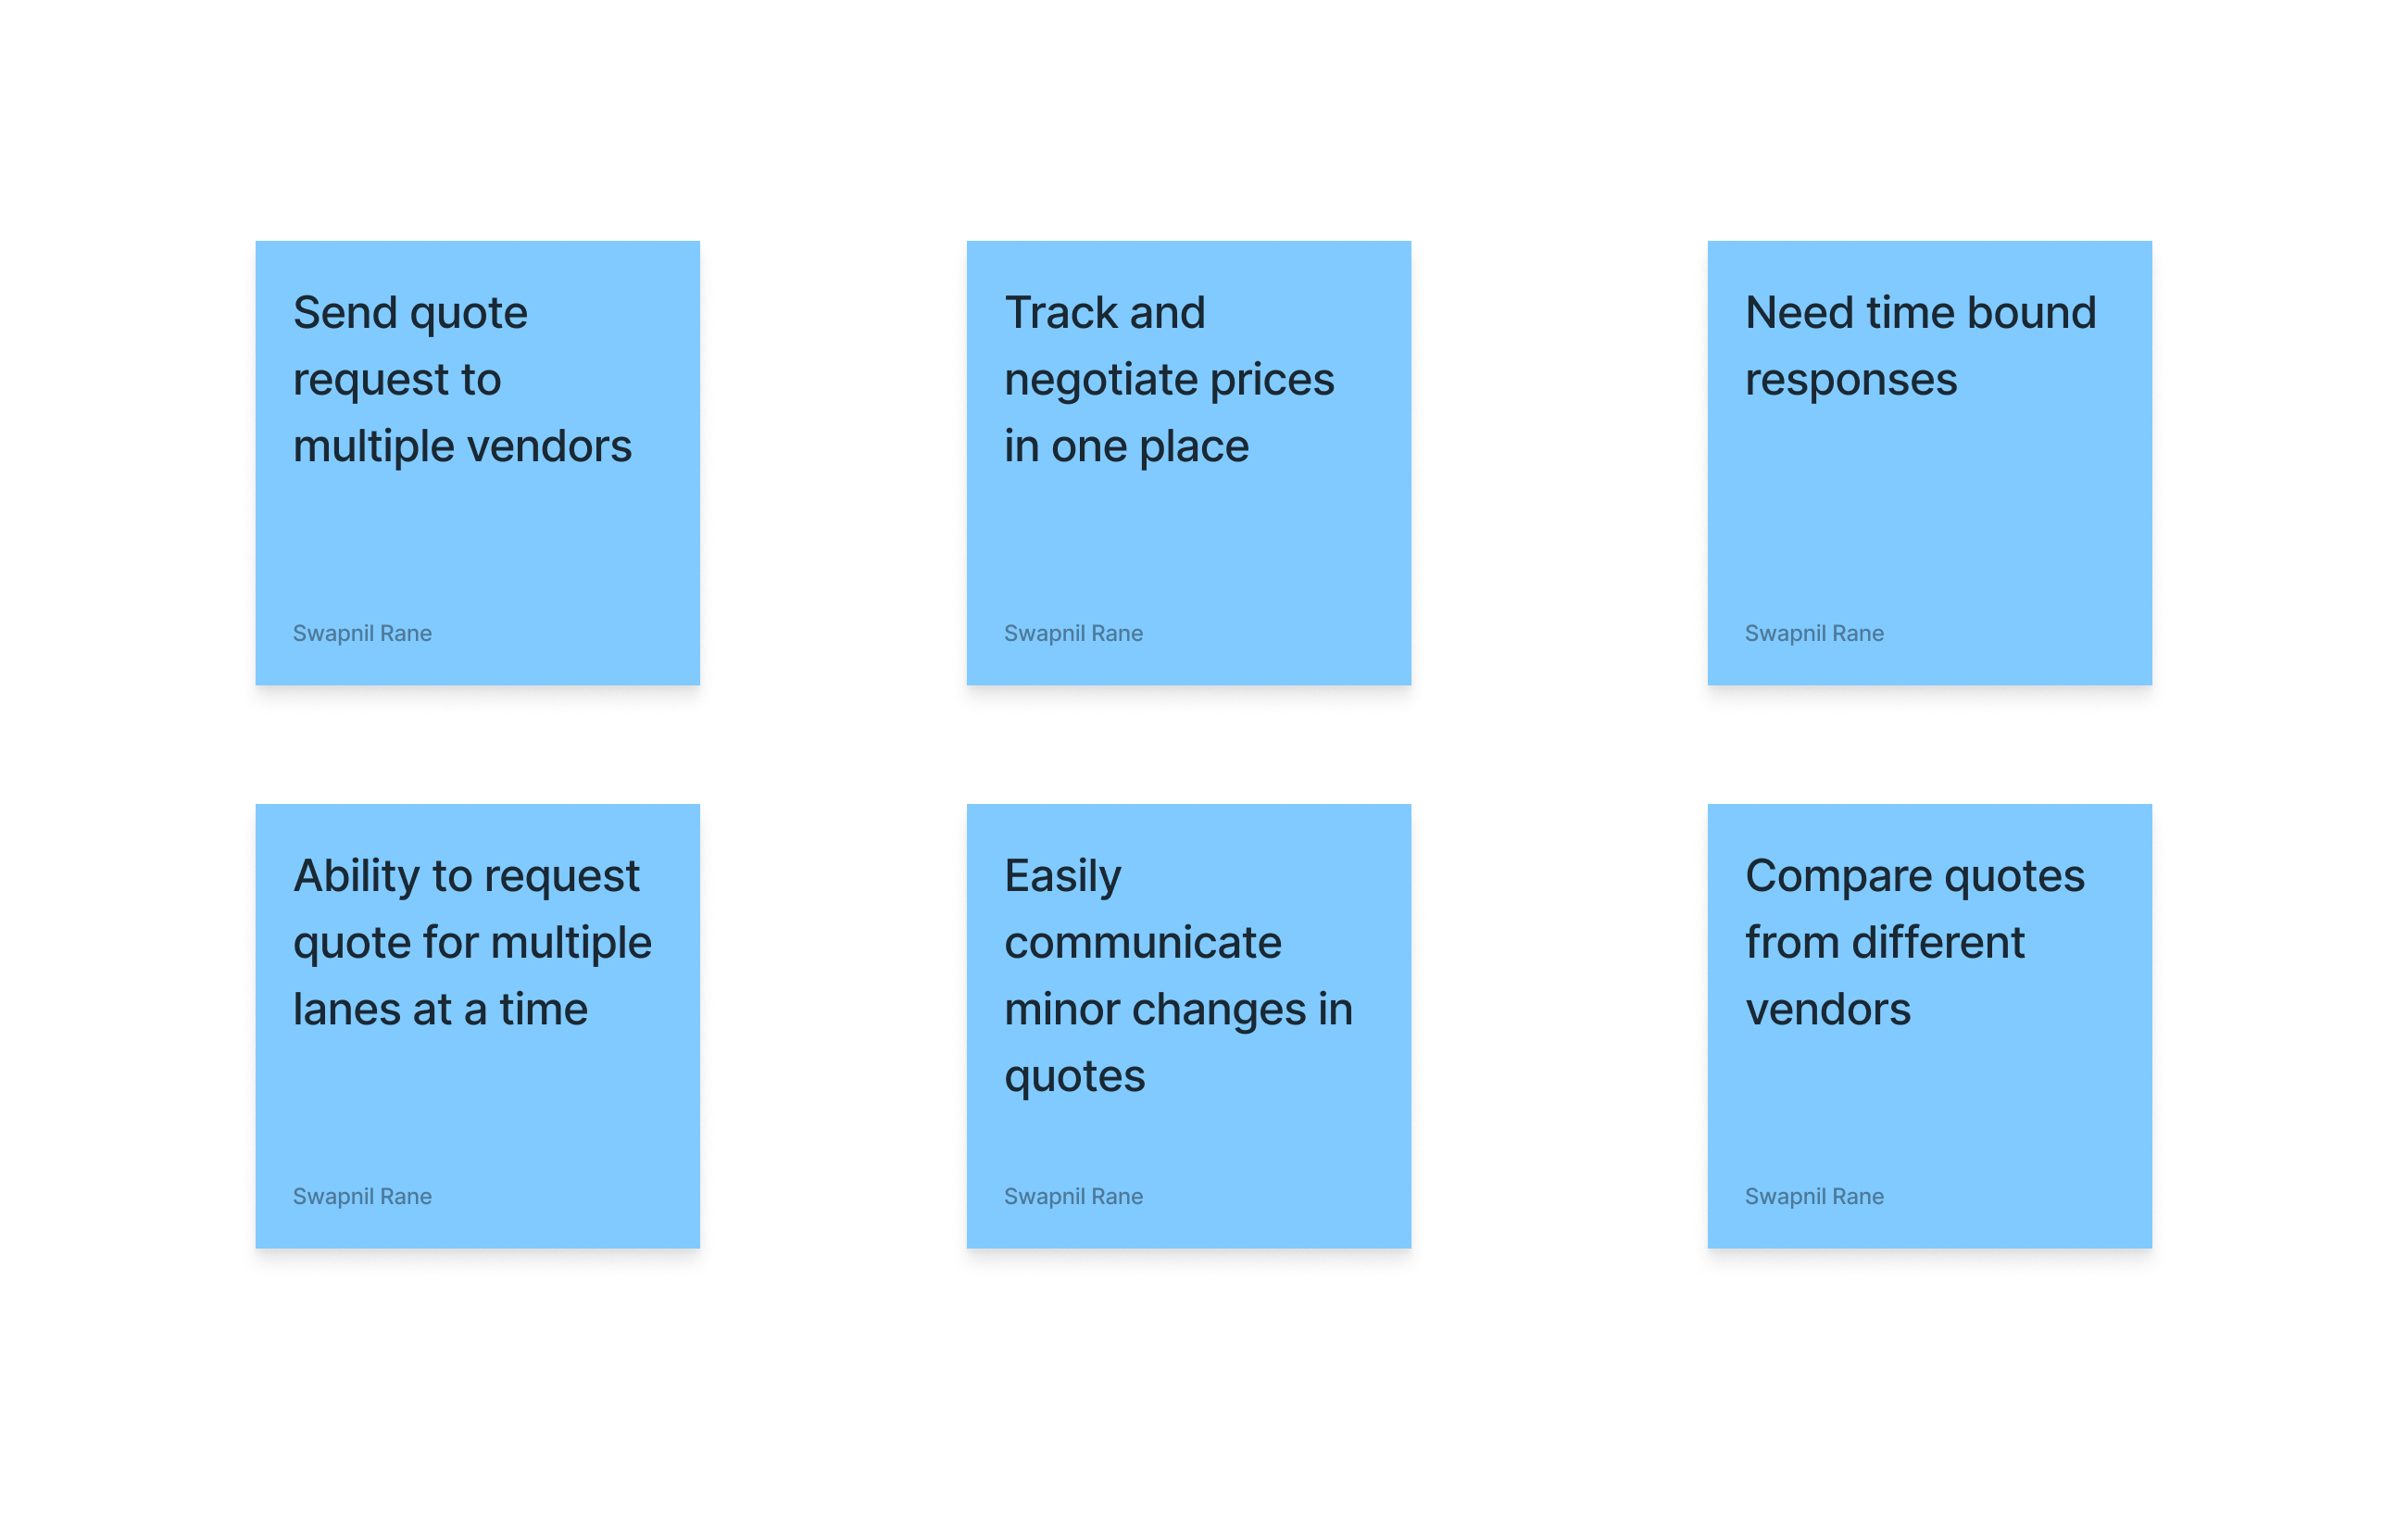 Send quote
request to
multiple vendors
Swapnil Rane
Track and
negotiate prices
in one place
Swapnil Rane
Need time bound
responses
Swapnil Rane
Ability to request
quote for multiple
lanes at a time
Swapnil Rane
Easily
communicate
minor changes in
quotes
Swapnil Rane
Compare quotes
from different
vendors
Swapnil Rane